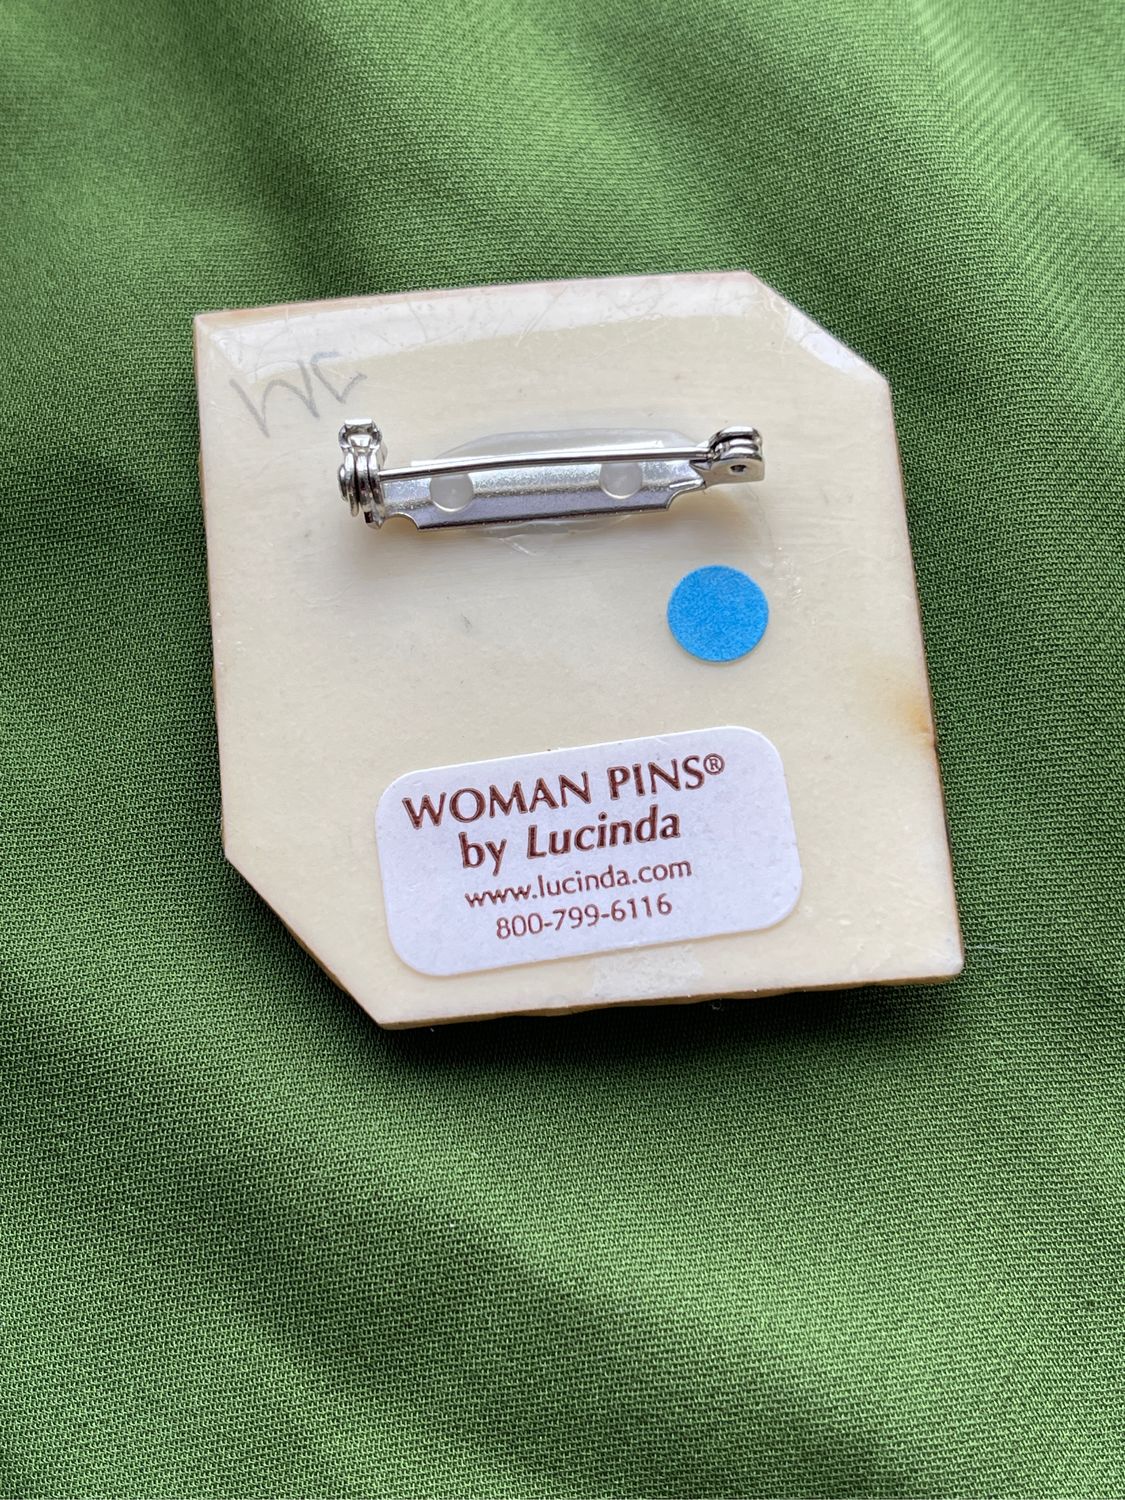 WOMAN PINS®
by Lucinda
www.lucinda.com
800-799-6116